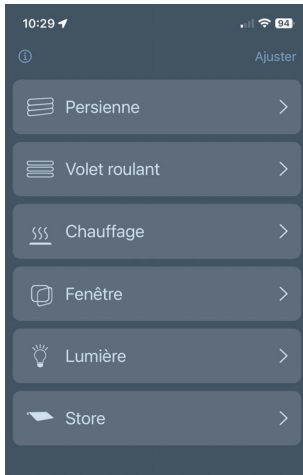 10:29
94
Ajuster
Persienne
Volet roulant
Chauffage
Fenêtre
Lumière
Store